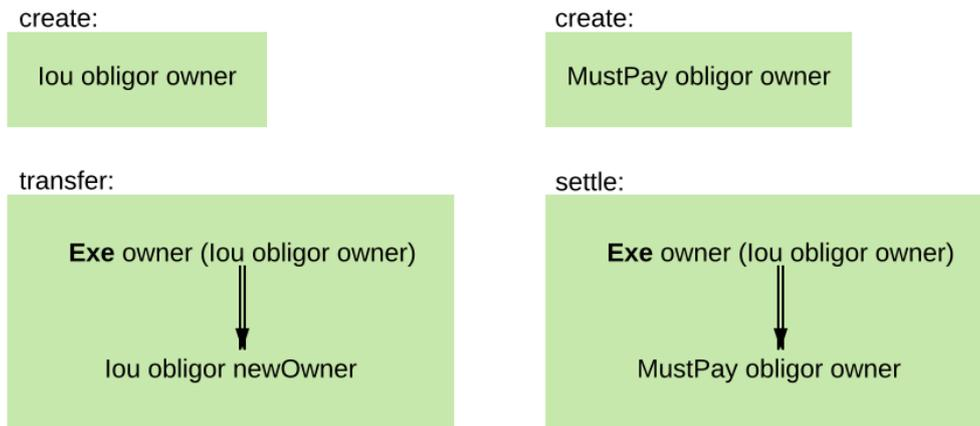 create:
Iou obligor owner
create:
MustPay obligor owner
transfer:
Exe owner (Iou obligor owner)
Iou obligor newOwner
settle:
Exe owner (Iou obligor owner)
MustPay obligor owner